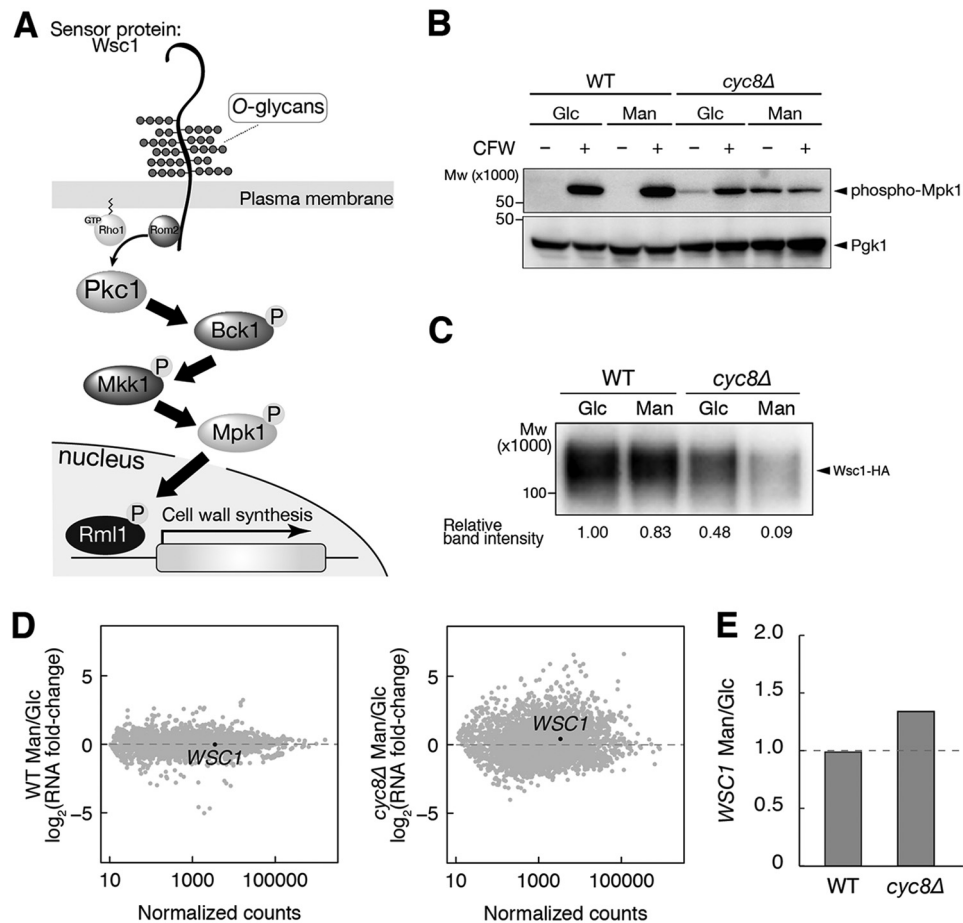 A
Sensor protein:
Wsc1
O-glycans
Plasma membrane
GTP
Rho1
Rom2
Pkc1
P
Bck1
P
Mkk1
P
Mpk1
nucleus
P
Rml1
Cell wall synthesis
B
WT cyc8Δ
Glc Man Glc Man
CFW − + − + − + − +
Mw (x1000)
50
phospho-Mpk1
50
Pgk1
C
WT cyc8Δ
Glc Man Glc Man
Mw
(x1000)
Wsc1-HA
100
Relative
band intensity
1.00 0.83 0.48 0.09
D
WT Man/Glc
log2(RNA fold-change)
5
0
−5
WSC1
10 1000 100000
Normalized counts
cyc8Δ Man/Glc
log2(RNA fold-change)
5
0
−5
WSC1
10 1000 100000
Normalized counts
E
WSC1 Man/Glc
2.0
1.5
1.0
0.5
0
WT cyc8Δ